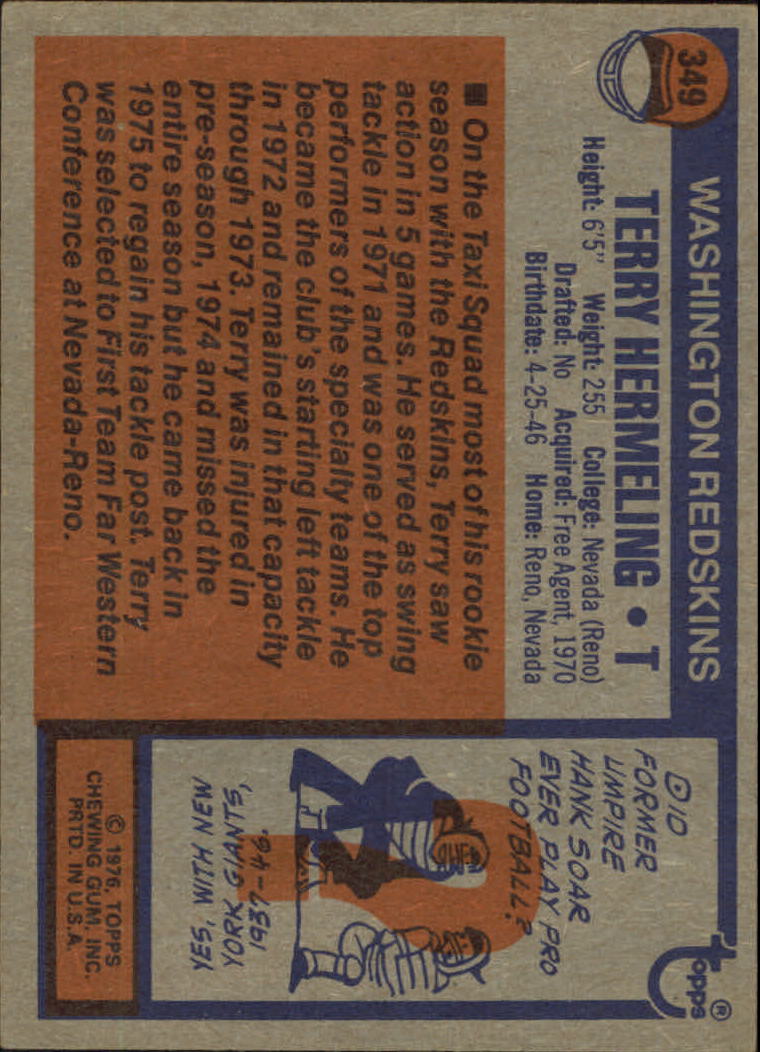 349
WASHINGTON REDSKINS
TERRY HERMELING • T
Height: 6'5" Weight: 255 College: Nevada (Reno)
Drafted: No Acquired: Free Agent, 1970
Birthdate: 4-25-46 Home: Reno, Nevada
■ On the Taxi Squad most of his rookie
season with the Redskins, Terry saw
action in 5 games. He served as swing
tackle in 1971 and was one of the top
performers of the specialty teams. He
became the club's starting left tackle
in 1972 and remained in that capacity
through 1973. Terry was injured in
pre-season, 1974 and missed the
entire season but he came back in
1975 to regain his tackle post. Terry
was selected to First Team Far Western
Conference at Nevada-Reno.
topps®
DID
FORMER
UMPIRE
HANK SOAR
EVER PLAY PRO
FOOTBALL?
YES, WITH NEW
YORK GIANTS,
1937-46.
© 1976, TOPPS
CHEWING GUM, INC.
PRTD. IN U.S.A.